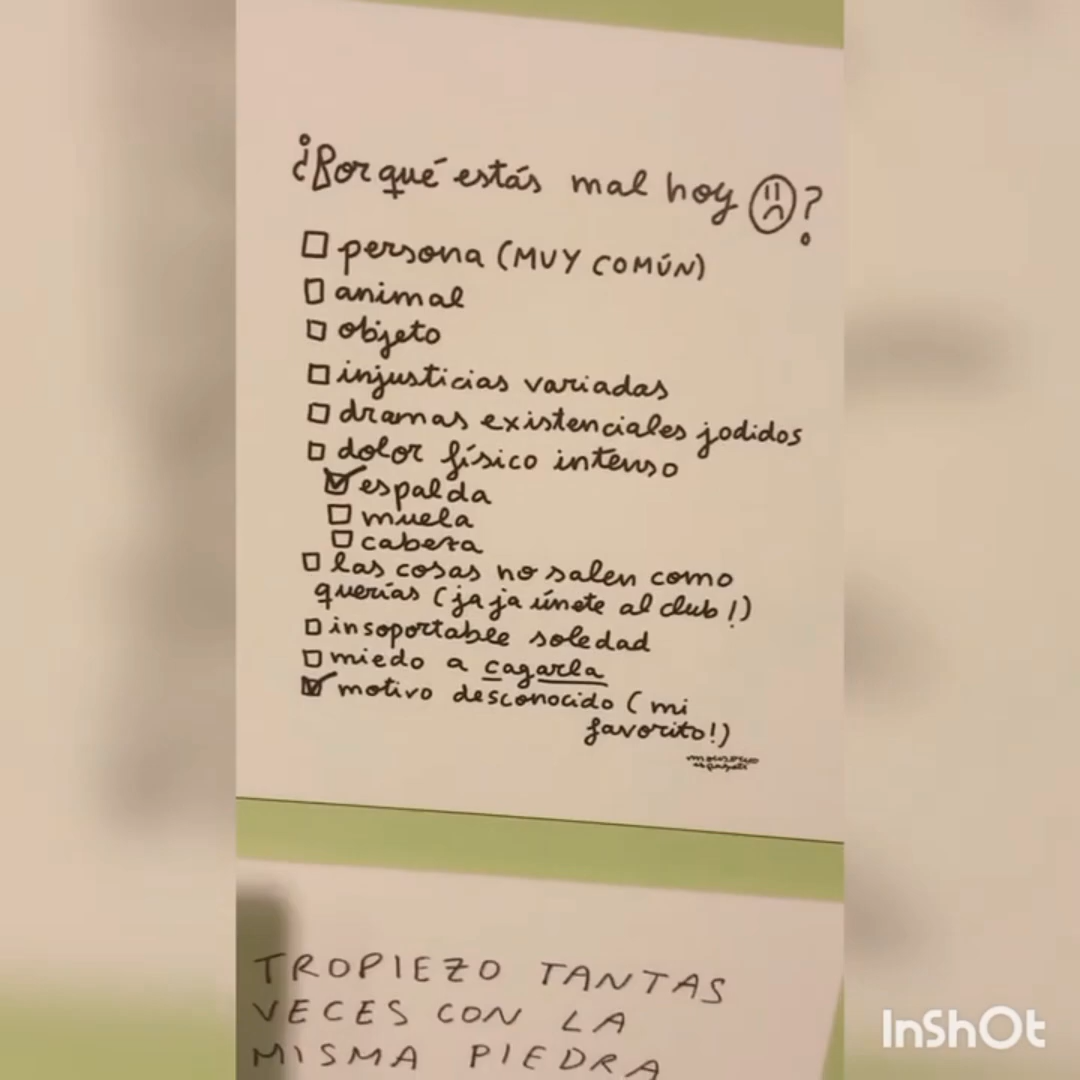 ¿Por qué estás mal hoy ?
persona (MUY COMÚN)
animal
objeto
injusticias variadas
dramas existenciales jodidos
dolor físico intenso
espalda
muela
cabeza
las cosas no salen como
querías (ja ja únete al club!)
insoportable soledad
miedo a cagarla
motivo desconocido ( mi
favorito!)
TROPIEZO TANTAS
VECES CON LA
MISMA PIEDRA
InShOt